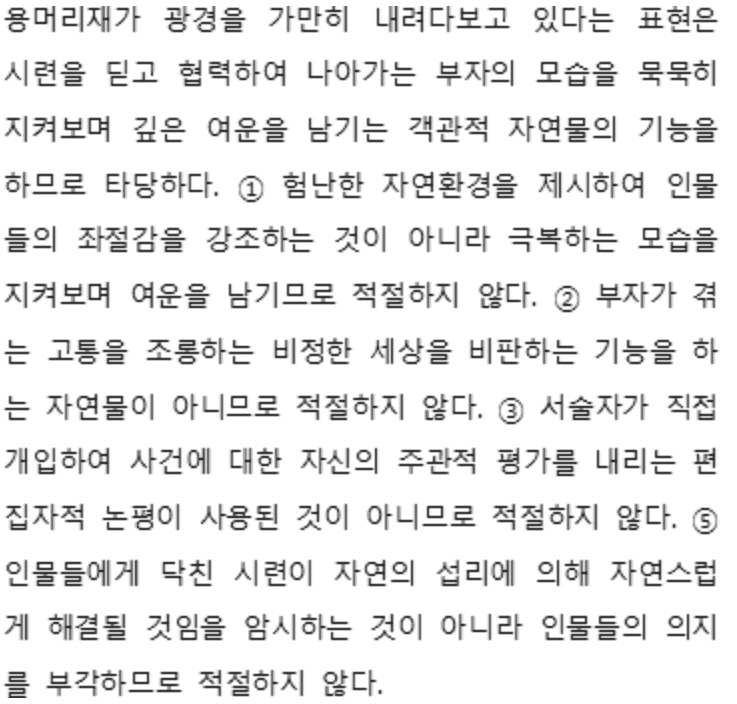 용머리재가 광경을 가만히 내려다보고 있다는 표현은
시련을 딛고 협력하여 나아가는 부자의 모습을 묵묵히
지켜보며 깊은 여운을 남기는 객관적 자연물의 기능을
하므로 타당하다. ① 험난한 자연환경을 제시하여 인물
들의 좌절감을 강조하는 것이 아니라 극복하는 모습을
지켜보며 여운을 남기므로 적절하지 않다. ② 부자가 겪
는 고통을 조롱하는 비정한 세상을 비판하는 기능을 하
는 자연물이 아니므로 적절하지 않다. ③ 서술자가 직접
개입하여 사건에 대한 자신의 주관적 평가를 내리는 편
집자적 논평이 사용된 것이 아니므로 적절하지 않다. ⑤
인물들에게 닥친 시련이 자연의 섭리에 의해 자연스럽
게 해결될 것임을 암시하는 것이 아니라 인물들의 의지
를 부각하므로 적절하지 않다.